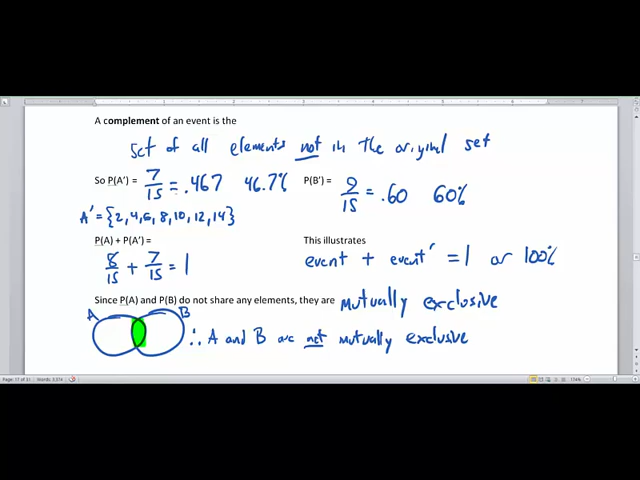 A complement of an event is the
set of all elements not in the original set
So P(A') = 7/15 = .467 46.7% P(B') = 9/15 = .60 60%
A' = {2,4,6,8,10,12,14}
P(A) + P(A')= This illustrates
8/15 + 7/15 = 1 event + event' = 1 or 100%
Since P(A) and P(B) do not share any elements, they are mutually exclusive
A B ∴ A and B are not mutually exclusive